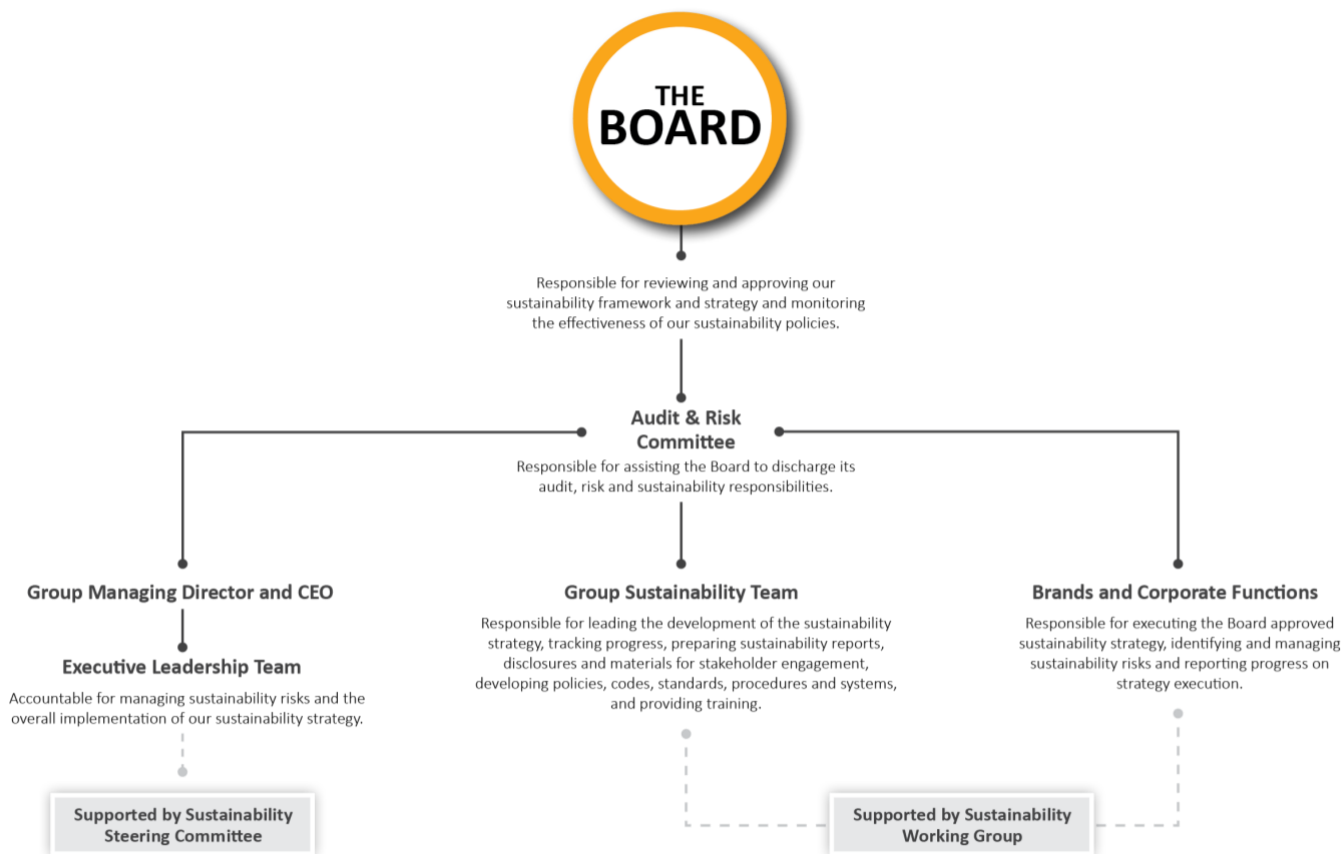 THE
BOARD
Responsible for reviewing and approving our
sustainability framework and strategy and monitoring
the effectiveness of our sustainability policies.
Audit & Risk
Committee
Responsible for assisting the Board to discharge its
audit, risk and sustainability responsibilities.
Group Managing Director and CEO
Executive Leadership Team
Accountable for managing sustainability risks and the
overall implementation of our sustainability strategy.
Supported by Sustainability
Steering Committee
Group Sustainability Team
Responsible for leading the development of the sustainability
strategy, tracking progress, preparing sustainability reports,
disclosures and materials for stakeholder engagement,
developing policies, codes, standards, procedures and systems,
and providing training.
Brands and Corporate Functions
Responsible for executing the Board approved
sustainability strategy, identifying and managing
sustainability risks and reporting progress on
strategy execution.
Supported by Sustainability
Working Group